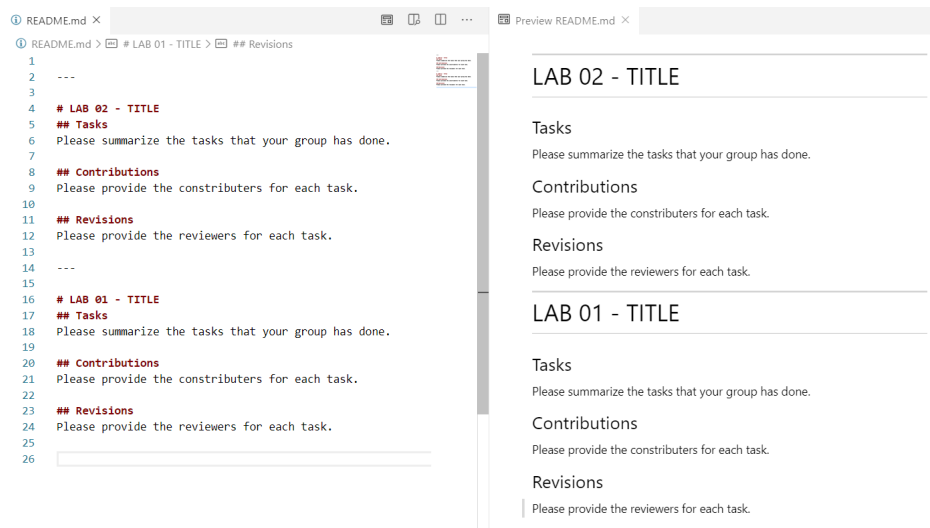 README.md
Preview README.md
README.md > # LAB 01 - TITLE > ## Revisions
1
2 ---
3
4 # LAB 02 - TITLE
5 ## Tasks
6 Please summarize the tasks that your group has done.
7
8 ## Contributions
9 Please provide the constributers for each task.
10
11 ## Revisions
12 Please provide the reviewers for each task.
13
14 ---
15
16 # LAB 01 - TITLE
17 ## Tasks
18 Please summarize the tasks that your group has done.
19
20 ## Contributions
21 Please provide the constributers for each task.
22
23 ## Revisions
24 Please provide the reviewers for each task.
25
26
LAB 02 - TITLE
Tasks
Please summarize the tasks that your group has done.
Contributions
Please provide the constributers for each task.
Revisions
Please provide the reviewers for each task.
LAB 01 - TITLE
Tasks
Please summarize the tasks that your group has done.
Contributions
Please provide the constributers for each task.
Revisions
Please provide the reviewers for each task.